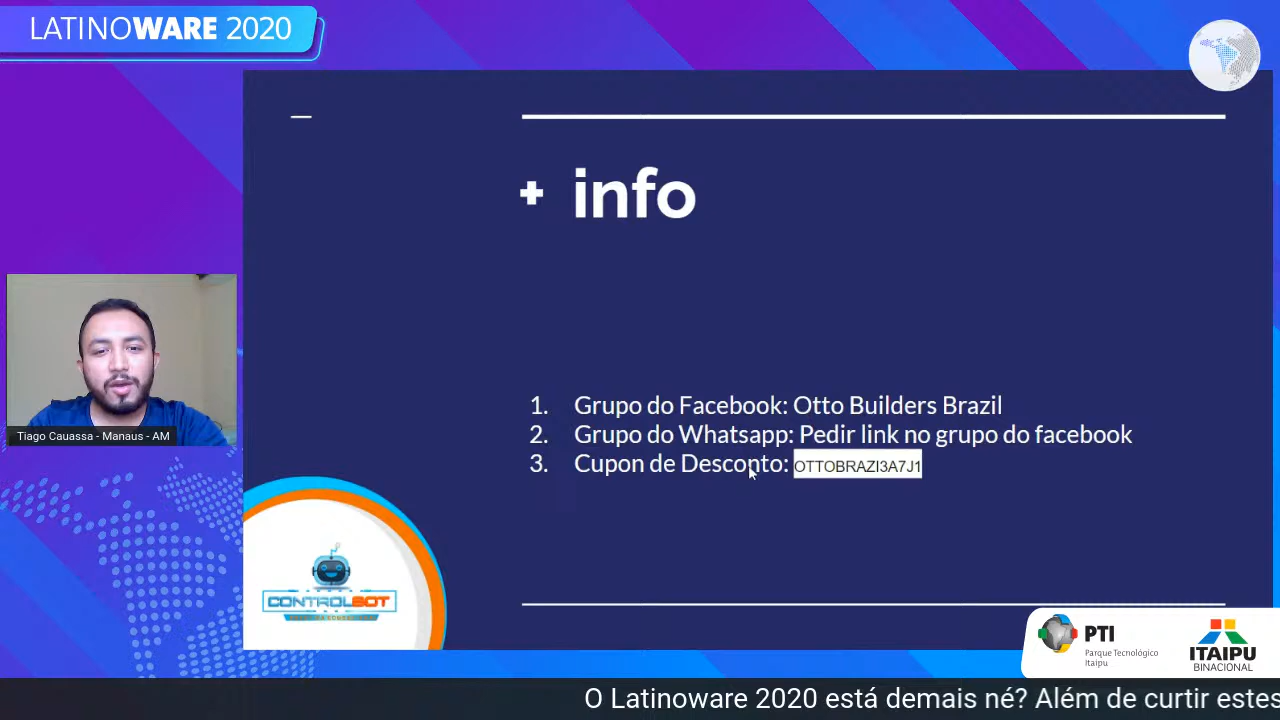 LATINOWARE 2020
+ info
1. Grupo do Facebook: Otto Builders Brazil
2. Grupo do Whatsapp: Pedir link no grupo do facebook
3. Cupon de Desconto: OTTOBRAZI3A7J1
Tiago Cauassa - Manaus - AM
CONTROLBOT
PTI
Parque Tecnológico
Itaipu
ITAIPU
BINACIONAL
O Latinoware 2020 está demais né? Além de curtir estes